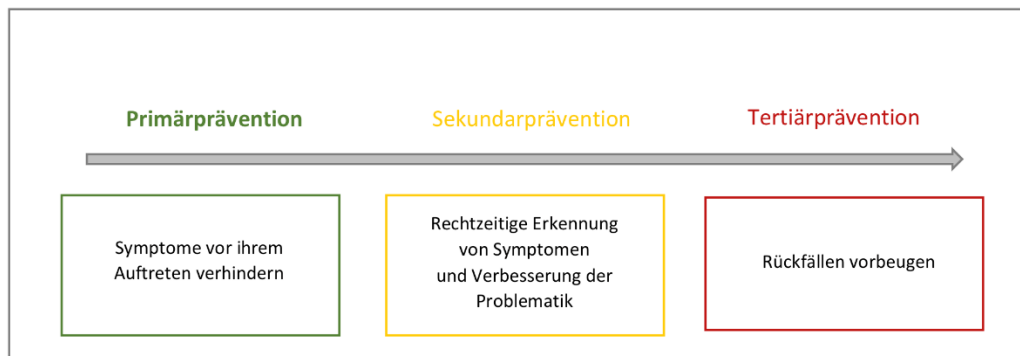 Primärprävention
Sekundarprävention
Tertiärprävention
Symptome vor ihrem
Auftreten verhindern
Rechtzeitige Erkennung
von Symptomen
und Verbesserung der
Problematik
Rückfällen vorbeugen